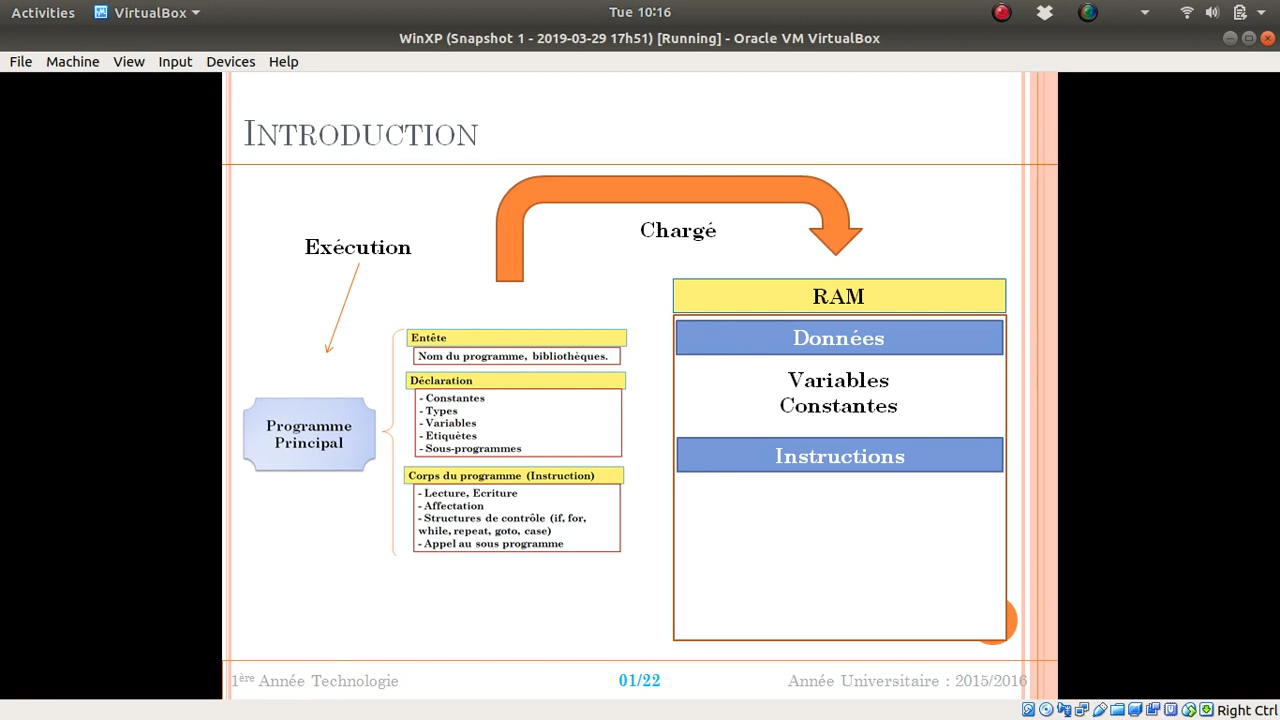 Activities VirtualBox Tue 10:16
WinXP (Snapshot 1 - 2019-03-29 17h51) [Running] - Oracle VM VirtualBox
File Machine View Input Devices Help
INTRODUCTION
Chargé
Exécution
RAM
Données
Variables
Constantes
Instructions
Programme
Principal
Entête
Nom du programme, bibliothèques.
Déclaration
- Constantes
- Types
- Variables
- Etiquètes
- Sous-programmes
Corps du programme (Instruction)
- Lecture, Ecriture
- Affectation
- Structures de contrôle (if, for,
while, repeat, goto, case)
- Appel au sous programme
1ère Année Technologie 01/22 Année Universitaire : 2015/2016
Right Ctrl